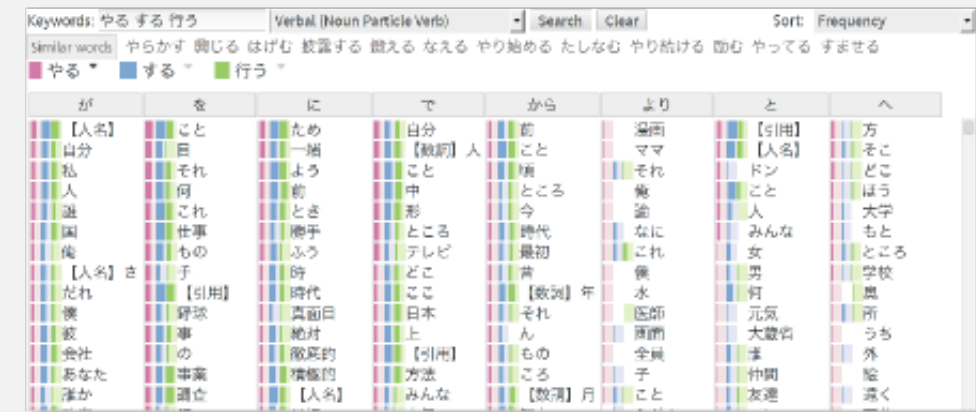 Keywords: やる する 行う Verbal (Noun Particle Verb) Search Clear Sort: Frequency
Similar words やらかす 興じる はげむ 披露する 鍛える なえる やり始める たしなむ やり続ける 励む やってる すませる
やる する 行う
が を に で から より と へ
【人名】 こと ため 自分 前 漫画 【引用】 方
自分 目 一緒 【数詞】人 こと ママ 【人名】 そこ
私 それ よう こと 頃 それ ドン どこ
人 何 前 中 ところ 俺 こと ほう
誰 これ とき 形 今 人 大学
国 仕事 勝手 ところ 時代 なに みんな もと
俺 もの ふう テレビ 最初 これ 女 ところ
【人名】さ 子 時 どこ 昔 僕 男 学校
だれ 【引用】 時代 ここ 【数詞】年 水 何 奥
僕 野球 真面目 日本 それ 医師 元気 所
彼 事 絶対 上 ん 画面 大蔵省 うち
会社 の 徹底的 【引用】 もの 全員 誰 外
あなた 事業 積極的 方法 ころ 子 仲間
誰か 調査 【人名】 みんな 【数詞】月 こと 友達 遠く